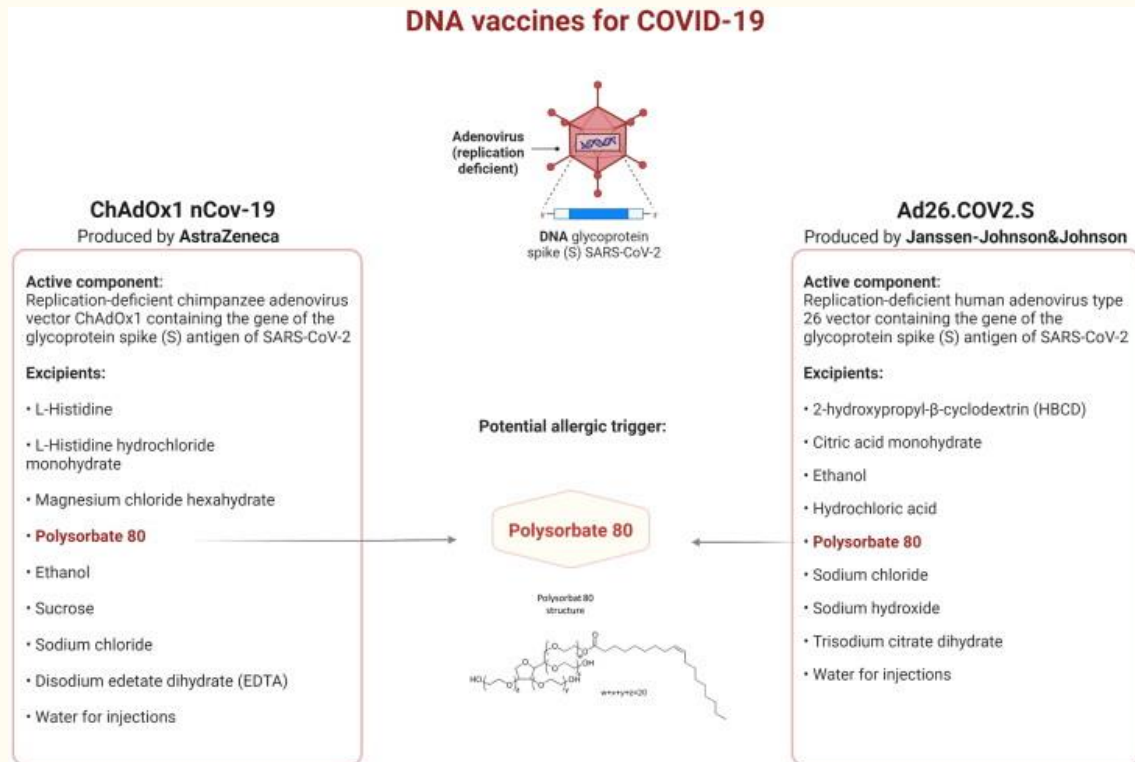 DNA vaccines for COVID-19
Adenovirus
(replication
deficient)
DNA glycoprotein
spike (S) SARS-CoV-2
ChAdOx1 nCov-19
Produced by AstraZeneca
Active component:
Replication-deficient chimpanzee adenovirus
vector ChAdOx1 containing the gene of the
glycoprotein spike (S) antigen of SARS-CoV-2
Excipients:
• L-Histidine
• L-Histidine hydrochloride
monohydrate
• Magnesium chloride hexahydrate
• Polysorbate 80
• Ethanol
• Sucrose
• Sodium chloride
• Disodium edetate dihydrate (EDTA)
• Water for injections
Potential allergic trigger:
Polysorbate 80
Polysorbat 80
structure
HO
O
O
O
OH
O
O
O
OH
w+x+y+z=20
Ad26.COV2.S
Produced by Janssen-Johnson&Johnson
Active component:
Replication-deficient human adenovirus type
26 vector containing the gene of the
glycoprotein spike (S) antigen of SARS-CoV-2
Excipients:
• 2-hydroxypropyl-β-cyclodextrin (HBCD)
• Citric acid monohydrate
• Ethanol
• Hydrochloric acid
• Polysorbate 80
• Sodium chloride
• Sodium hydroxide
• Trisodium citrate dihydrate
• Water for injections